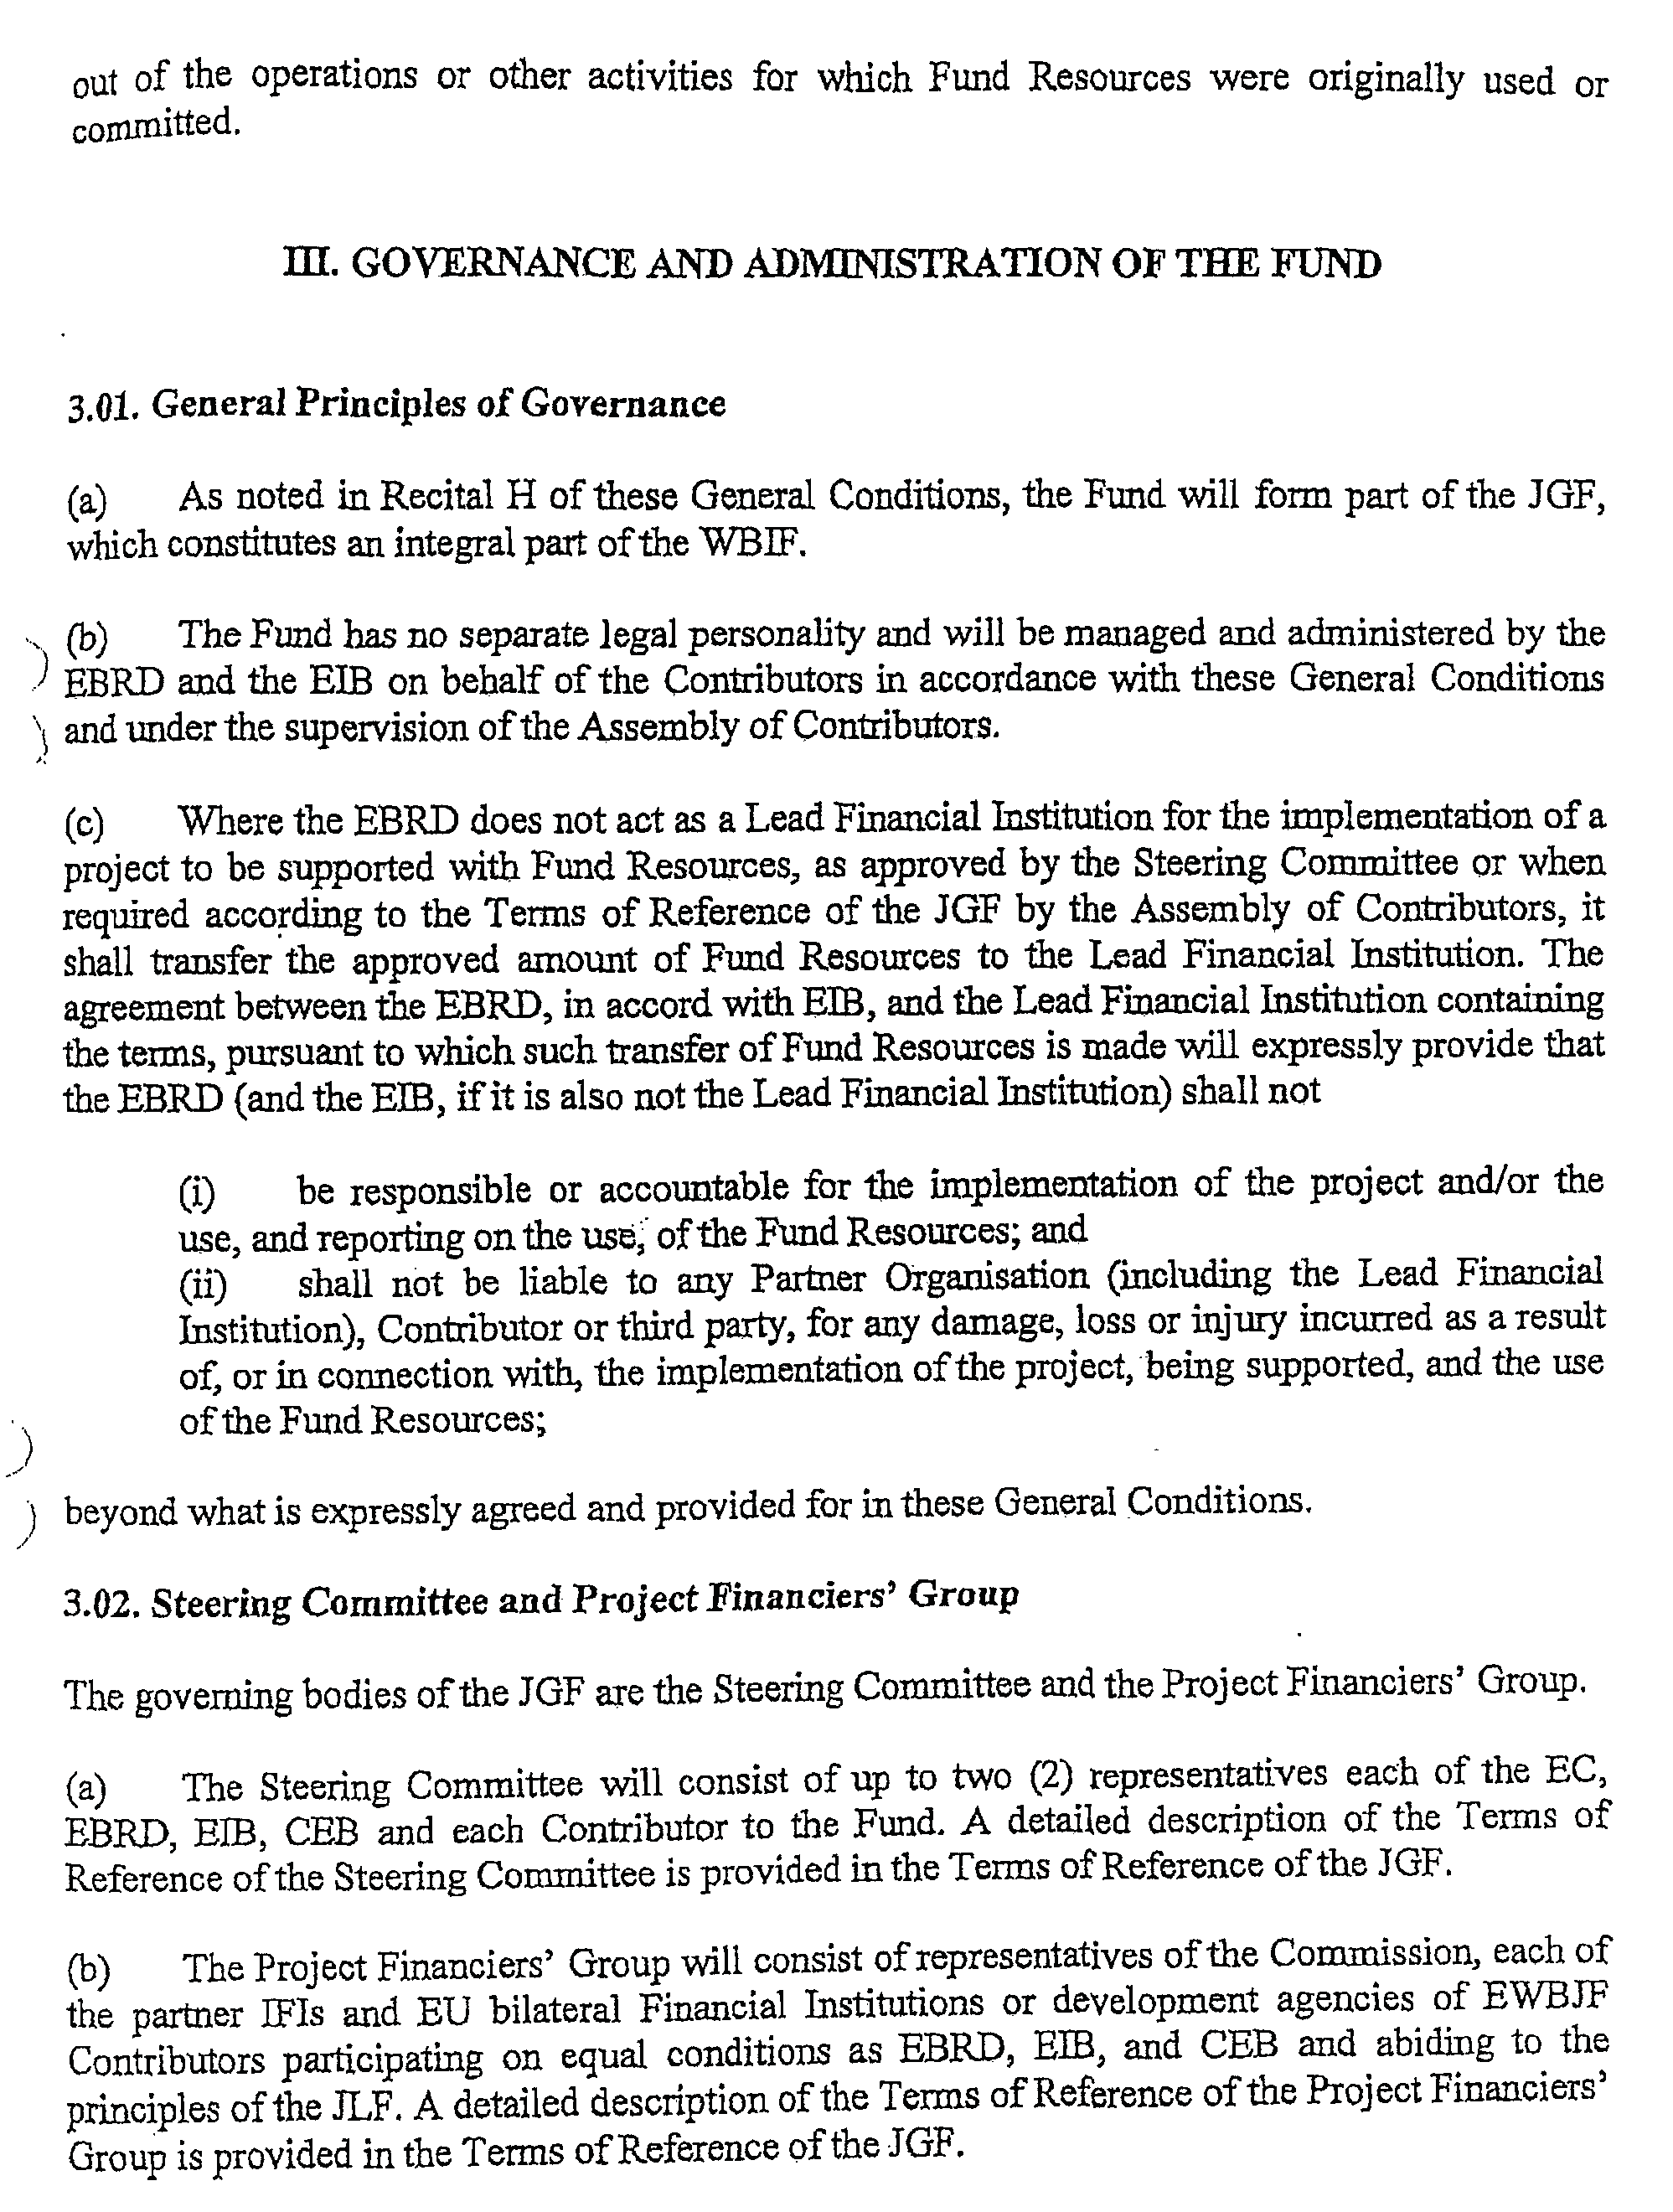 out of the operations or other activities for which Fund Resources were originally used or
committed.
III. GOVERNANCE AND ADMINISTRATION OF THE FUND
3.01. General Principles of Governance
(a) As noted in Recital H of these General Conditions, the Fund will form part of the JGF,
which constitutes an integral part of the WBIF.
(b) The Fund has no separate legal personality and will be managed and administered by the
EBRD and the EIB on behalf of the Contributors in accordance with these General Conditions
and under the supervision of the Assembly of Contributors.
(c) Where the EBRD does not act as a Lead Financial Institution for the implementation of a
project to be supported with Fund Resources, as approved by the Steering Committee or when
required according to the Terms of Reference of the JGF by the Assembly of Contributors, it
shall transfer the approved amount of Fund Resources to the Lead Financial Institution. The
agreement between the EBRD, in accord with EIB, and the Lead Financial Institution containing
the terms, pursuant to which such transfer of Fund Resources is made will expressly provide that
the EBRD (and the EIB, if it is also not the Lead Financial Institution) shall not
(i) be responsible or accountable for the implementation of the project and/or the
use, and reporting on the use, of the Fund Resources; and
(ii) shall not be liable to any Partner Organisation (including the Lead Financial
Institution), Contributor or third party, for any damage, loss or injury incurred as a result
of, or in connection with, the implementation of the project, being supported, and the use
of the Fund Resources;
beyond what is expressly agreed and provided for in these General Conditions.
3.02. Steering Committee and Project Financiers' Group
The governing bodies of the JGF are the Steering Committee and the Project Financiers' Group.
(a) The Steering Committee will consist of up to two (2) representatives each of the EC,
EBRD, EIB, CEB and each Contributor to the Fund. A detailed description of the Terms of
Reference of the Steering Committee is provided in the Terms of Reference of the JGF.
(b) The Project Financiers' Group will consist of representatives of the Commission, each of
the partner IFIs and EU bilateral Financial Institutions or development agencies of EWBJF
Contributors participating on equal conditions as EBRD, EIB, and CEB and abiding to the
principles of the JLF. A detailed description of the Terms of Reference of the Project Financiers'
Group is provided in the Terms of Reference of the JGF.